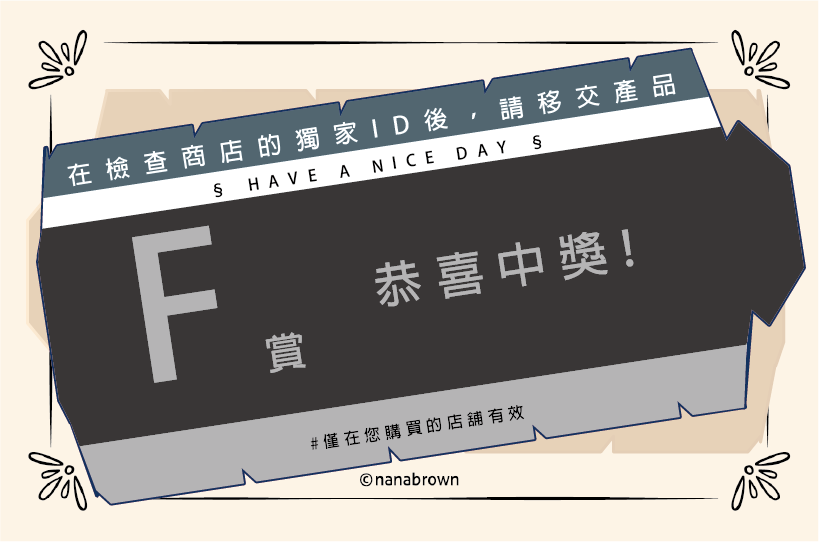 在檢查商店的獨家ID後，請移交產品
§ HAVE A NICE DAY §
F賞 恭喜中獎!
#僅在您購買的店舖有效
©nanabrown